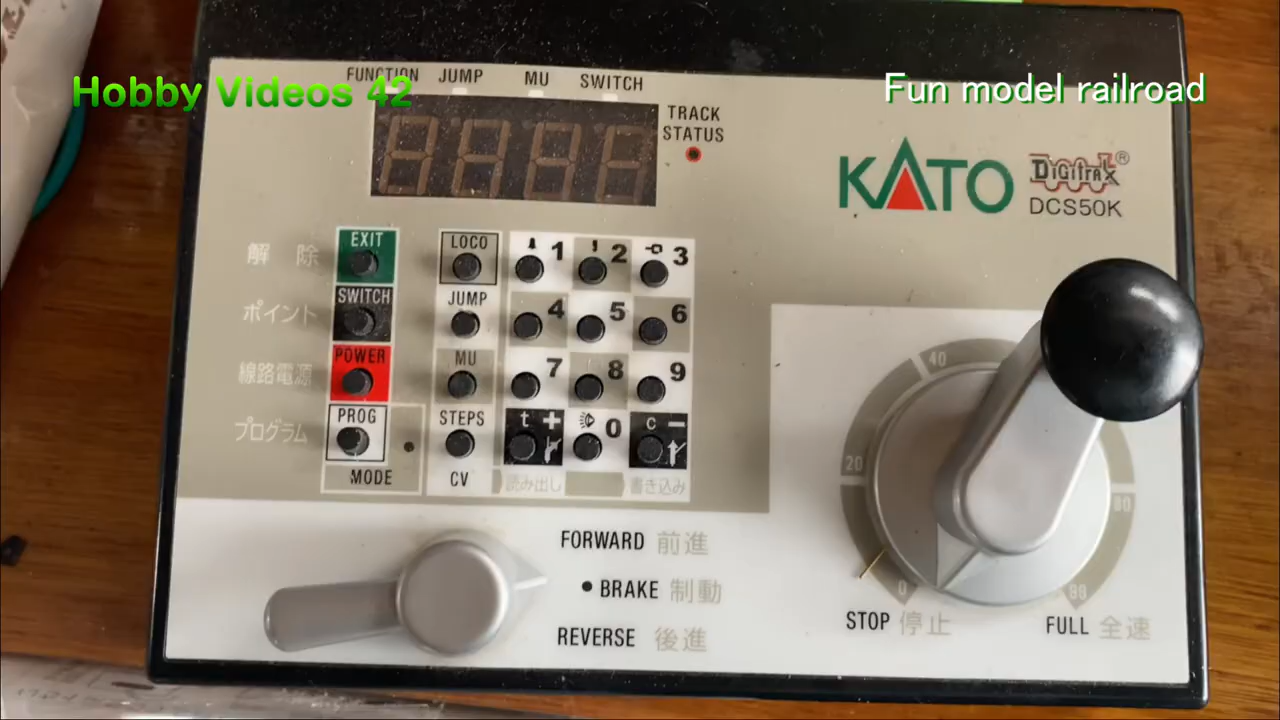 Hobby Videos 42
Fun model railroad
FUNCTION JUMP MU SWITCH
TRACK
STATUS
KATO
DIGITRAX®
DCS50K
解除 EXIT LOCO 1 2 3
ポイント SWITCH JUMP 4 5 6
線路電源 POWER MU 7 8 9
プログラム PROG STEPS t + 0 c −
MODE CV 読み出し 書き込み
40
20
80
0
STOP 停止
FULL 全速
FORWARD 前進
• BRAKE 制動
REVERSE 後進